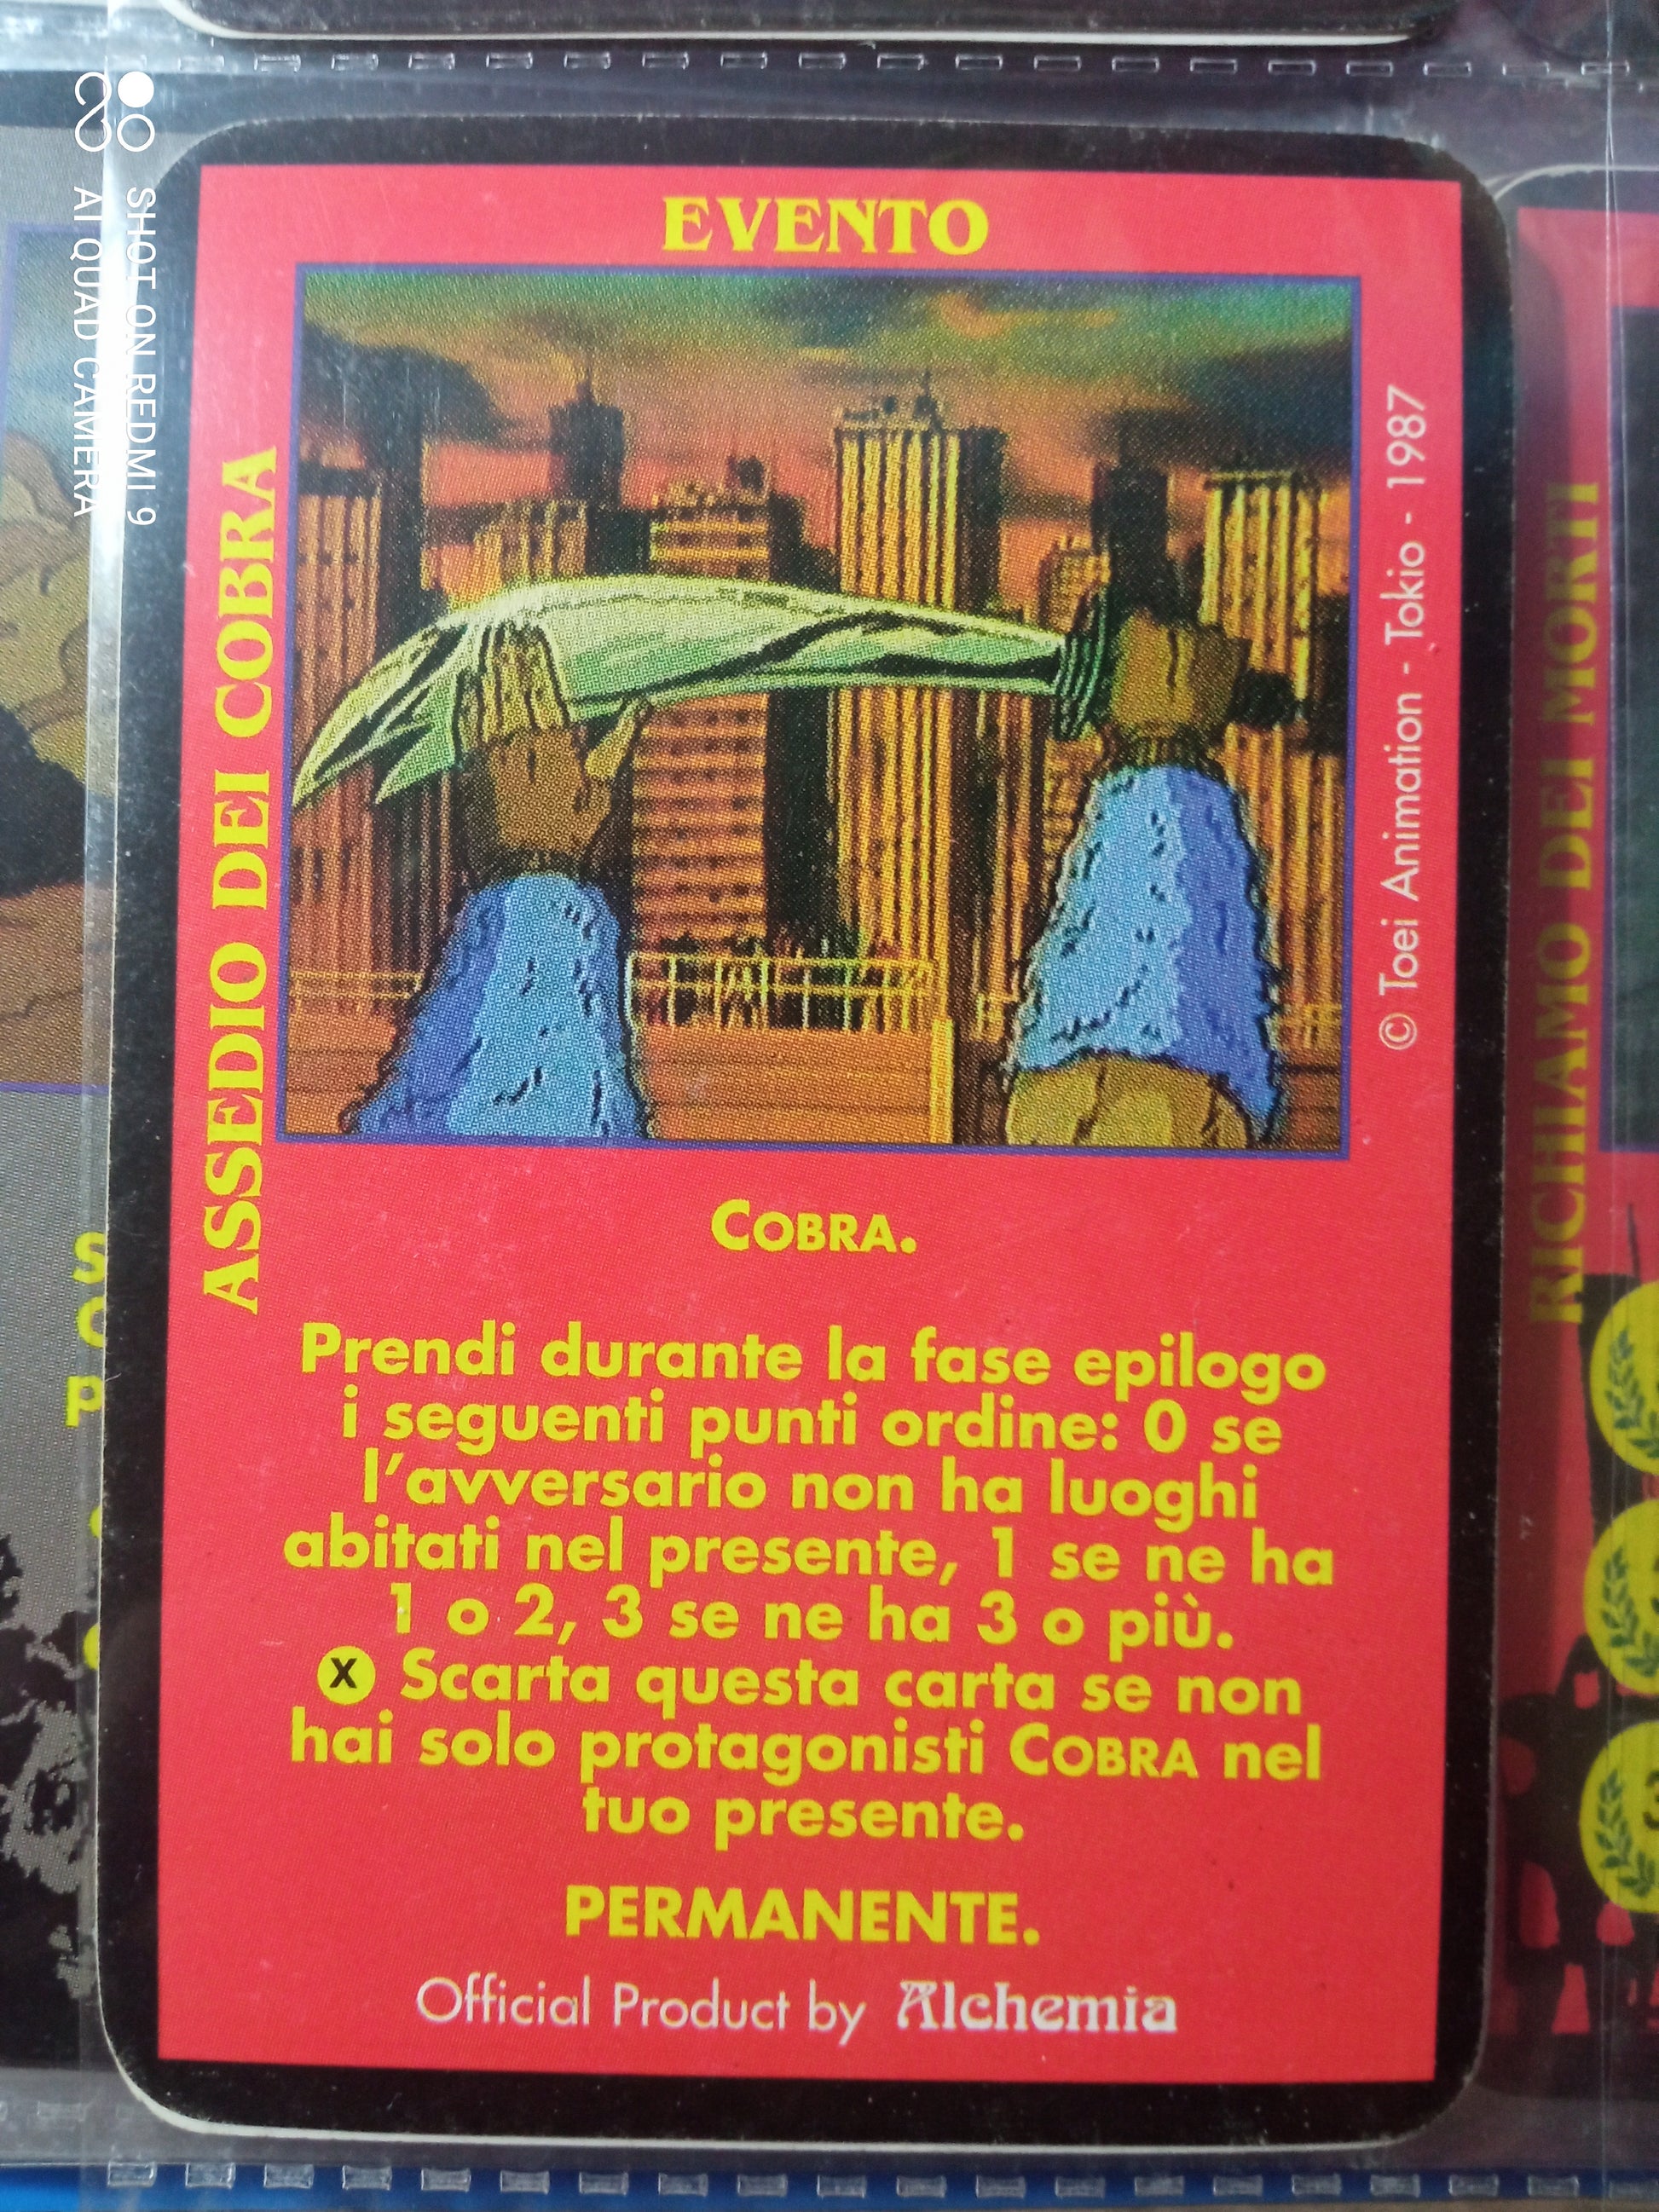 SHOT ON REDMI 9
AI QUAD CAMERA
EVENTO
ASSEDIO DEI COBRA
© Toei Animation - Tokio - 1987
COBRA.
Prendi durante la fase epilogo
i seguenti punti ordine: 0 se
l'avversario non ha luoghi
abitati nel presente, 1 se ne ha
1 o 2, 3 se ne ha 3 o più.
X Scarta questa carta se non
hai solo protagonisti COBRA nel
tuo presente.
PERMANENTE.
Official Product by Alchemia
RICHIAMO DEI MORTI